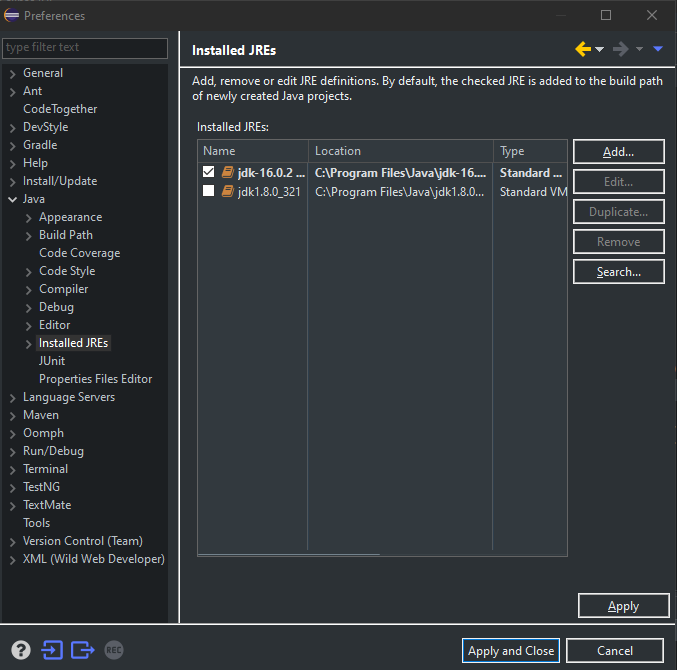 Preferences
type filter text
General
Ant
CodeTogether
DevStyle
Gradle
Help
Install/Update
Java
Appearance
Build Path
Code Coverage
Code Style
Compiler
Debug
Editor
Installed JREs
JUnit
Properties Files Editor
Language Servers
Maven
Oomph
Run/Debug
Terminal
TestNG
TextMate
Tools
Version Control (Team)
XML (Wild Web Developer)
Installed JREs
Add, remove or edit JRE definitions. By default, the checked JRE is added to the build path
of newly created Java projects.
Installed JREs:
Name Location Type
jdk-16.0.2 ... C:\Program Files\Java\jdk-16.... Standard ...
jdk1.8.0_321 C:\Program Files\Java\jdk1.8.0... Standard VM
Add...
Edit...
Duplicate...
Remove
Search...
Apply
? REC
Apply and Close Cancel